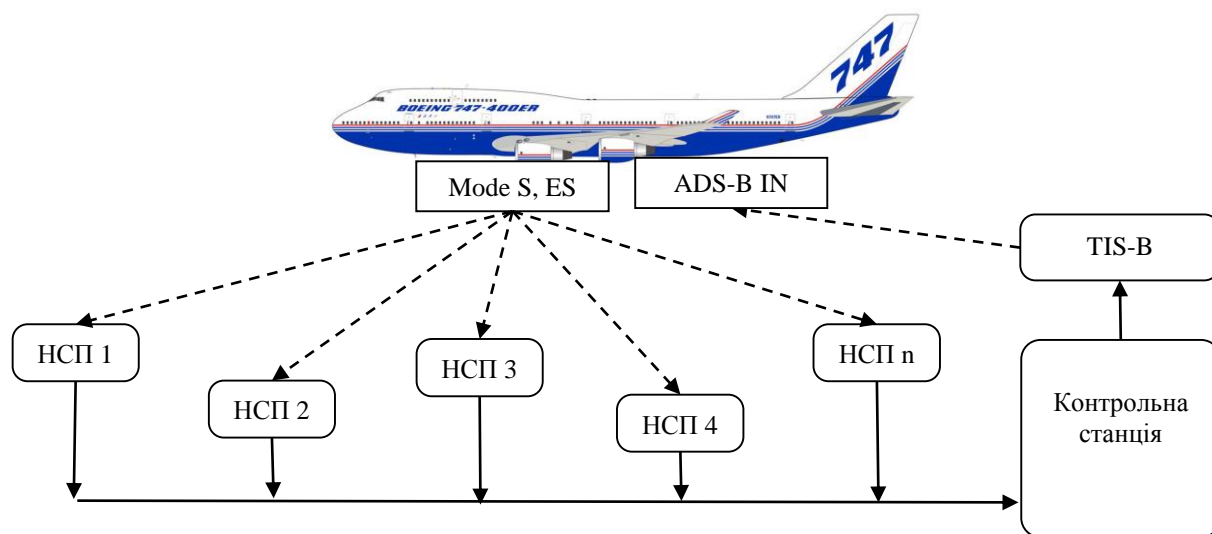 747
BOEING 747-400ER
Mode S, ES
ADS-B IN
TIS-B
НСП 1
НСП 2
НСП 3
НСП 4
НСП n
Контрольна
станція